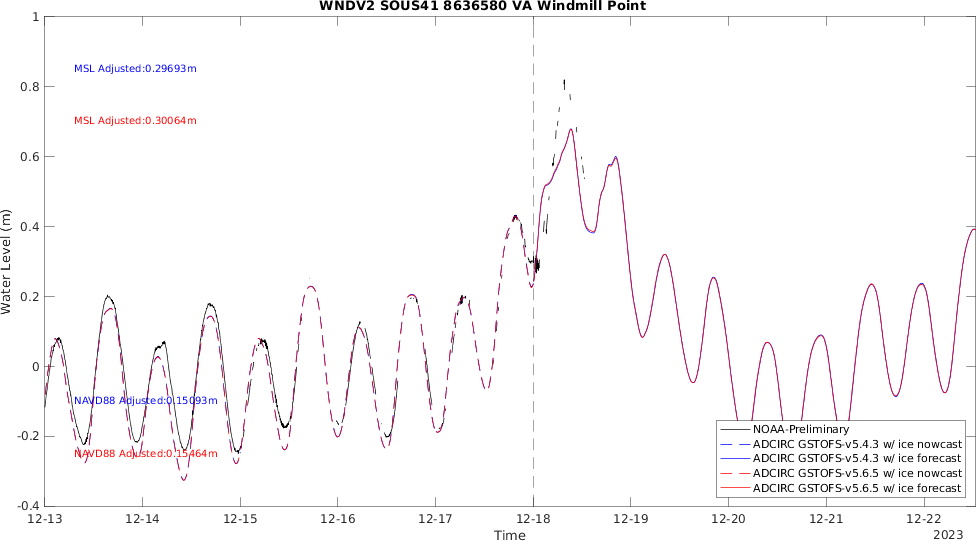 WNDV2 SOUS41 8636580 VA Windmill Point
1
0.8
0.6
0.4
0.2
0
-0.2
-0.4
Water Level (m)
MSL Adjusted:0.29693m
MSL Adjusted:0.30064m
NAVD88 Adjusted:0.15093m
NAVD88 Adjusted:0.15464m
NOAA-Preliminary
ADCIRC GSTOFS-v5.4.3 w/ ice nowcast
ADCIRC GSTOFS-v5.4.3 w/ ice forecast
ADCIRC GSTOFS-v5.6.5 w/ ice nowcast
ADCIRC GSTOFS-v5.6.5 w/ ice forecast
12-13 12-14 12-15 12-16 12-17 12-18 12-19 12-20 12-21 12-22
Time
2023